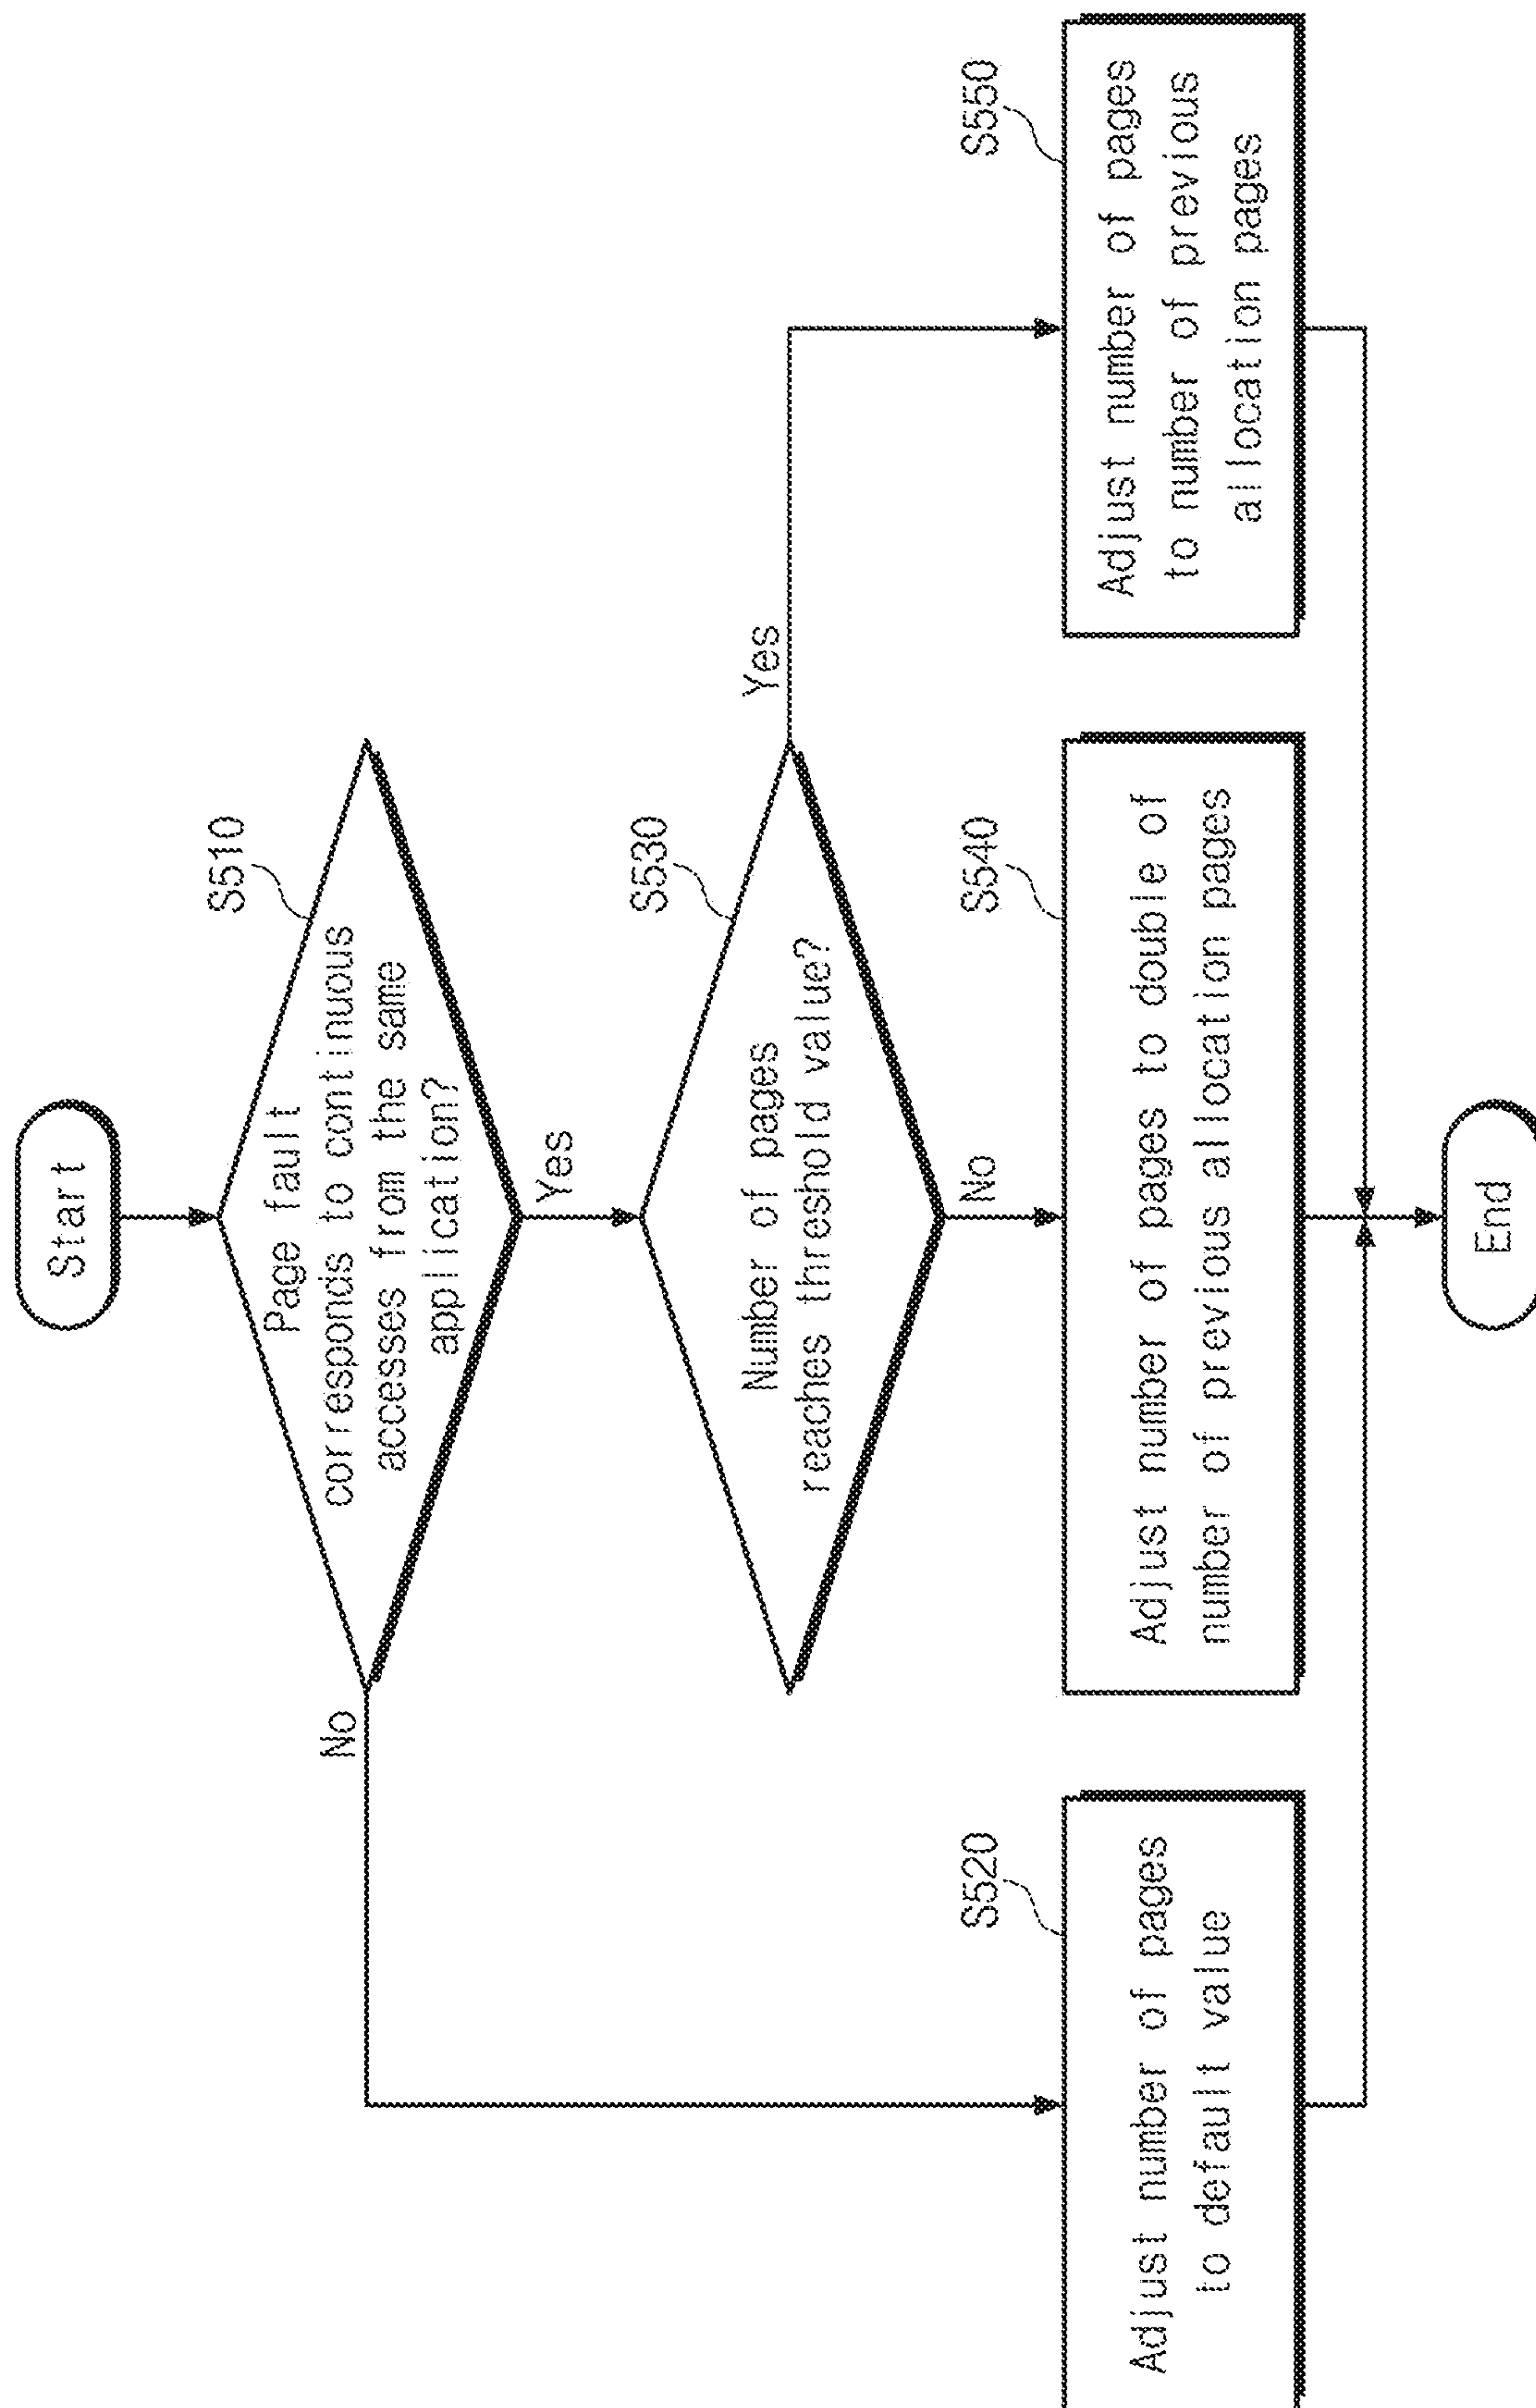 Start
S510
Page fault
corresponds to continuous
accesses from the same
application?
No
Yes
S530
Number of pages
reaches threshold value?
Yes
No
S520
Adjust number of pages
to default value
S540
Adjust number of pages to double of
number of previous allocation pages
S550
Adjust number of pages
to number of previous
allocation pages
End